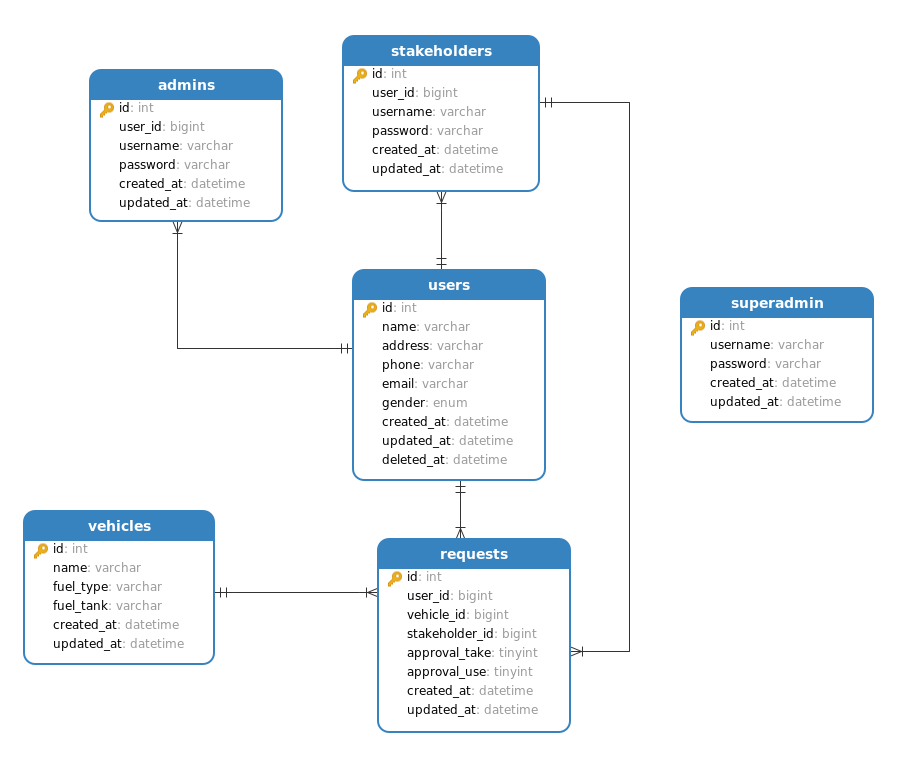 stakeholders
id: int
user_id: bigint
username: varchar
password: varchar
created_at: datetime
updated_at: datetime
admins
id: int
user_id: bigint
username: varchar
password: varchar
created_at: datetime
updated_at: datetime
users
id: int
name: varchar
address: varchar
phone: varchar
email: varchar
gender: enum
created_at: datetime
updated_at: datetime
deleted_at: datetime
superadmin
id: int
username: varchar
password: varchar
created_at: datetime
updated_at: datetime
vehicles
id: int
name: varchar
fuel_type: varchar
fuel_tank: varchar
created_at: datetime
updated_at: datetime
requests
id: int
user_id: bigint
vehicle_id: bigint
stakeholder_id: bigint
approval_take: tinyint
approval_use: tinyint
created_at: datetime
updated_at: datetime